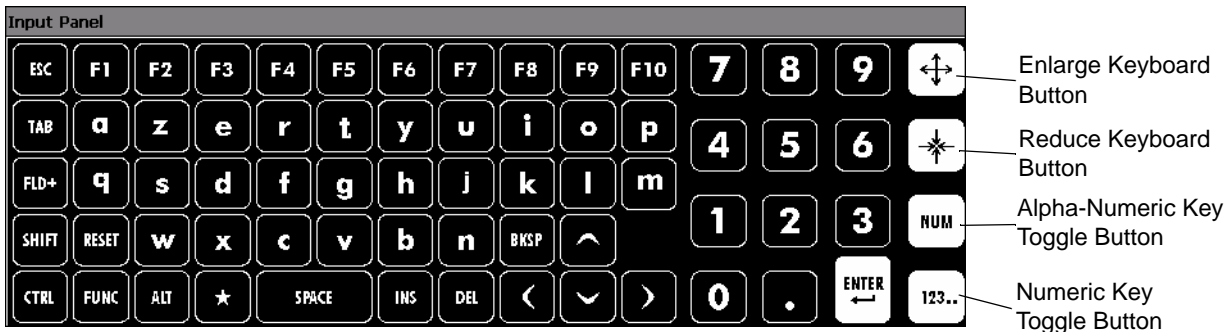 Input Panel
ESC F1 F2 F3 F4 F5 F6 F7 F8 F9 F10 7 8 9
TAB a z e r t y u i o p 4 5 6
FLD+ q s d f g h j k l m
SHIFT RESET w x c v b n BKSP 1 2 3 NUM
CTRL FUNC ALT SPACE INS DEL 0 . ENTER 123..
Enlarge Keyboard
Button
Reduce Keyboard
Button
Alpha-Numeric Key
Toggle Button
Numeric Key
Toggle Button